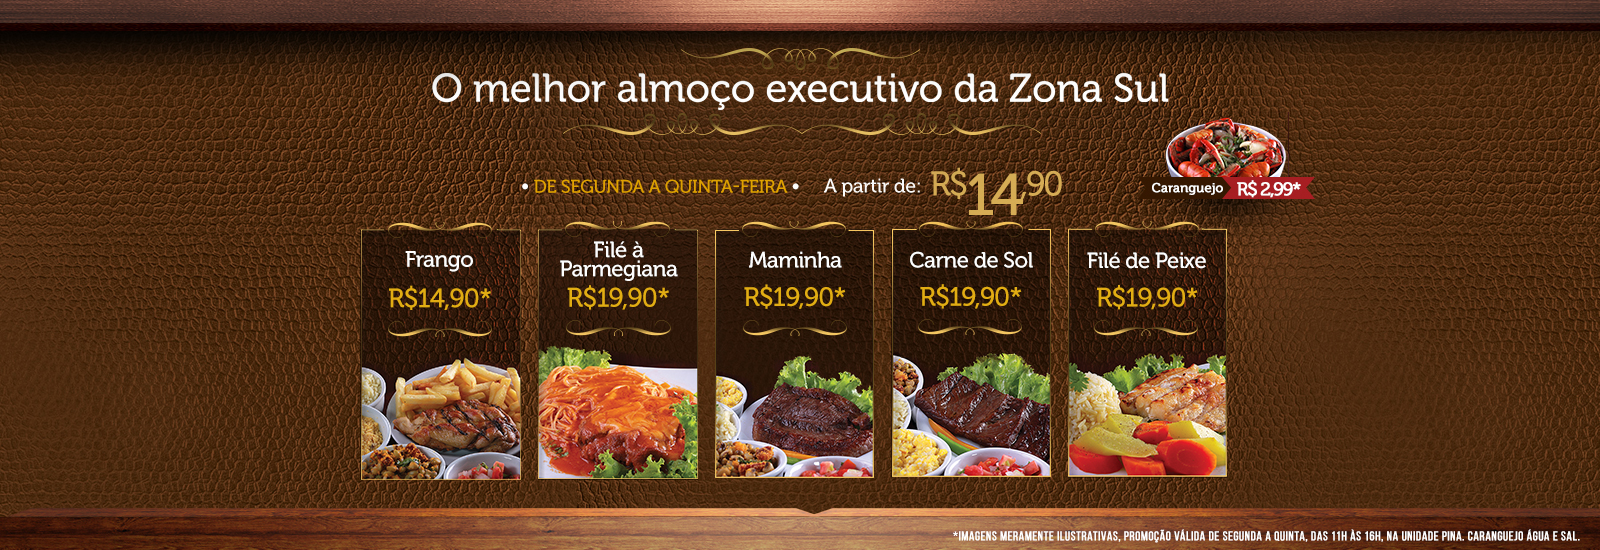 O melhor almoço executivo da Zona Sul
• DE SEGUNDA A QUINTA-FEIRA • A partir de: R$14,90
Caranguejo R$ 2,99*
Frango
R$14,90*
Filé à
Parmegiana
R$19,90*
Maminha
R$19,90*
Carne de Sol
R$19,90*
Filé de Peixe
R$19,90*
*IMAGENS MERAMENTE ILUSTRATIVAS, PROMOÇÃO VÁLIDA DE SEGUNDA A QUINTA, DAS 11H ÀS 16H, NA UNIDADE PINA. CARANGUEJO ÁGUA E SAL.